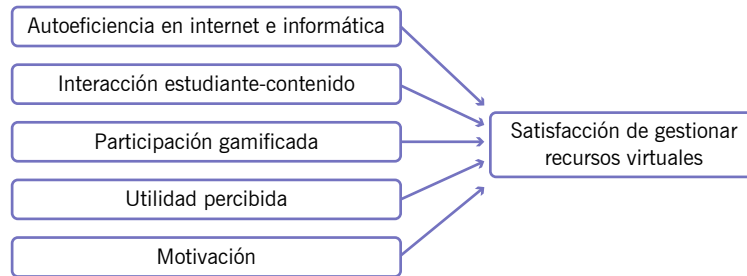 Autoeficiencia en internet e informática
Interacción estudiante-contenido
Participación gamificada
Utilidad percibida
Motivación
Satisfacción de gestionar
recursos virtuales